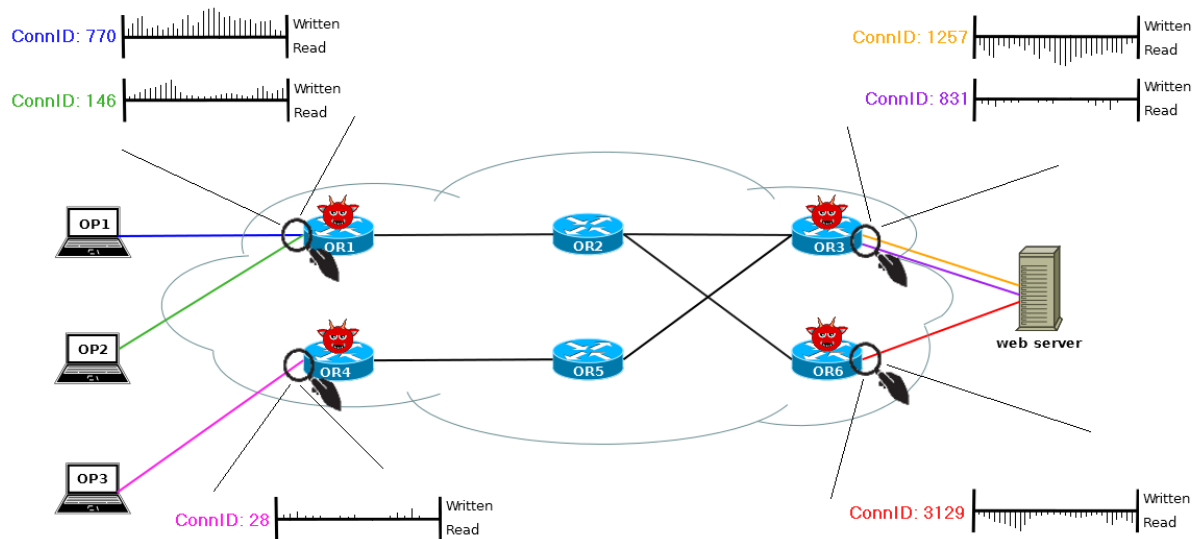 Written
ConnID: 770
Read
Written
ConnID: 146
Read
Written
ConnID: 1257
Read
Written
ConnID: 831
Read
OP1
OR1
OR2
OR3
OP2
OR4
OR5
OR6
web server
OP3
Written
ConnID: 28
Read
Written
ConnID: 3129
Read